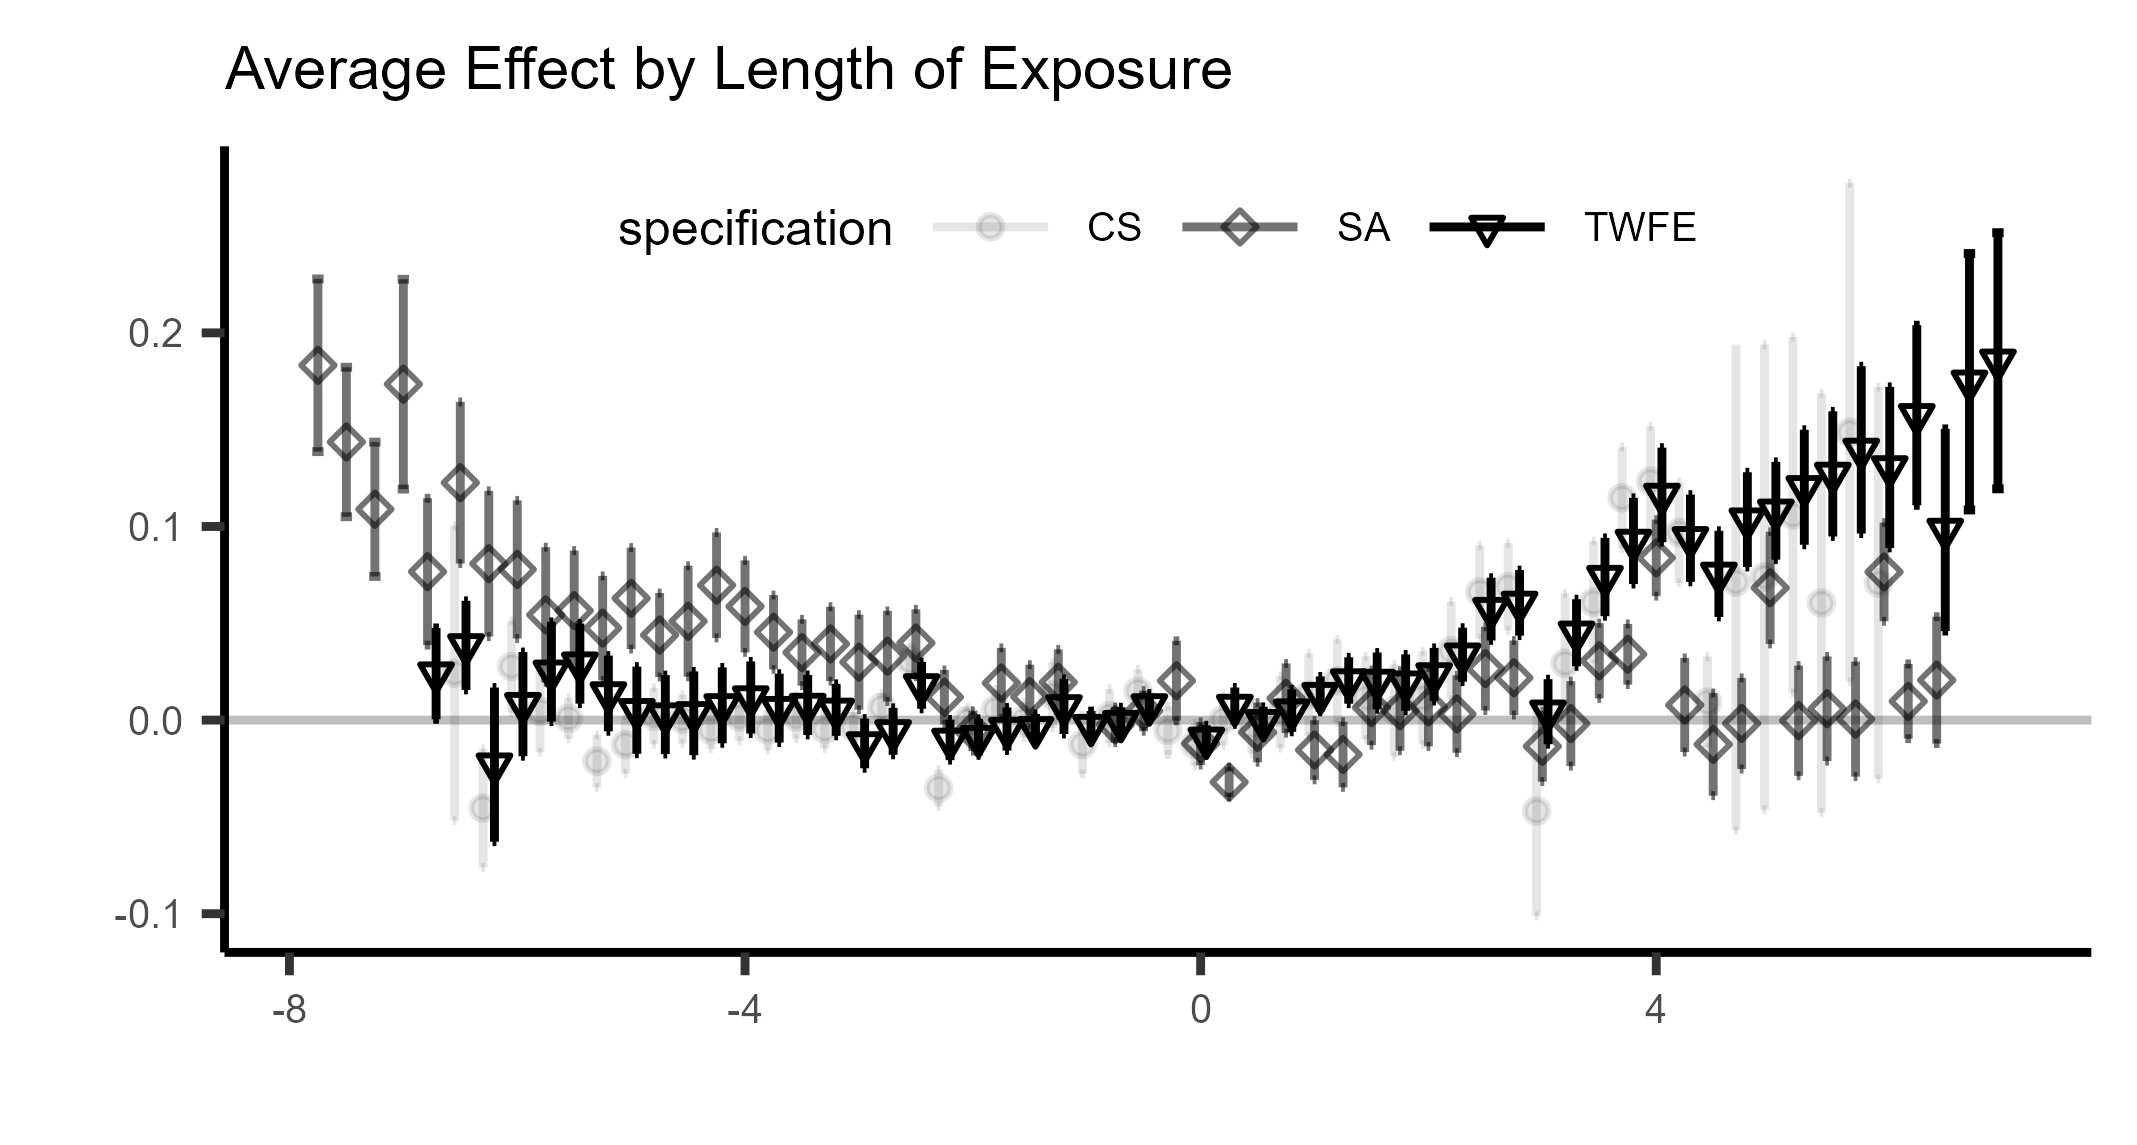 Average Effect by Length of Exposure
specification CS SA TWFE
0.2
0.1
0.0
-0.1
-8 -4 0 4